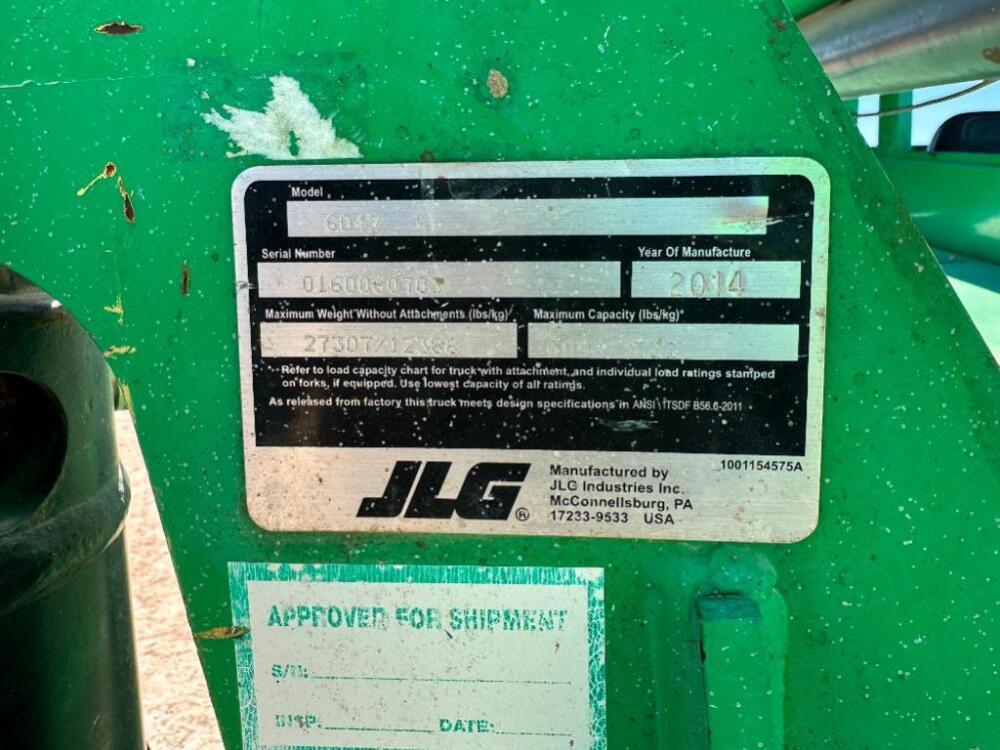 Model
Serial Number
Year Of Manufacture
2014
Maximum Weight Without Attachments (lbs/kg)
Maximum Capacity (lbs/kg)*
27307/12386
*Refer to load capacity chart for truck with attachment, and individual load ratings stamped
on forks, if equipped. Use lowest capacity of all ratings.
As released from factory this truck meets design specifications in ANSI ITSDF B56.6-2011
1001154575A
JLG®
Manufactured by
JLG Industries Inc.
McConnellsburg, PA
17233-9533 USA
APPROVED FOR SHIPMENT
S/N:
INSP. DATE: